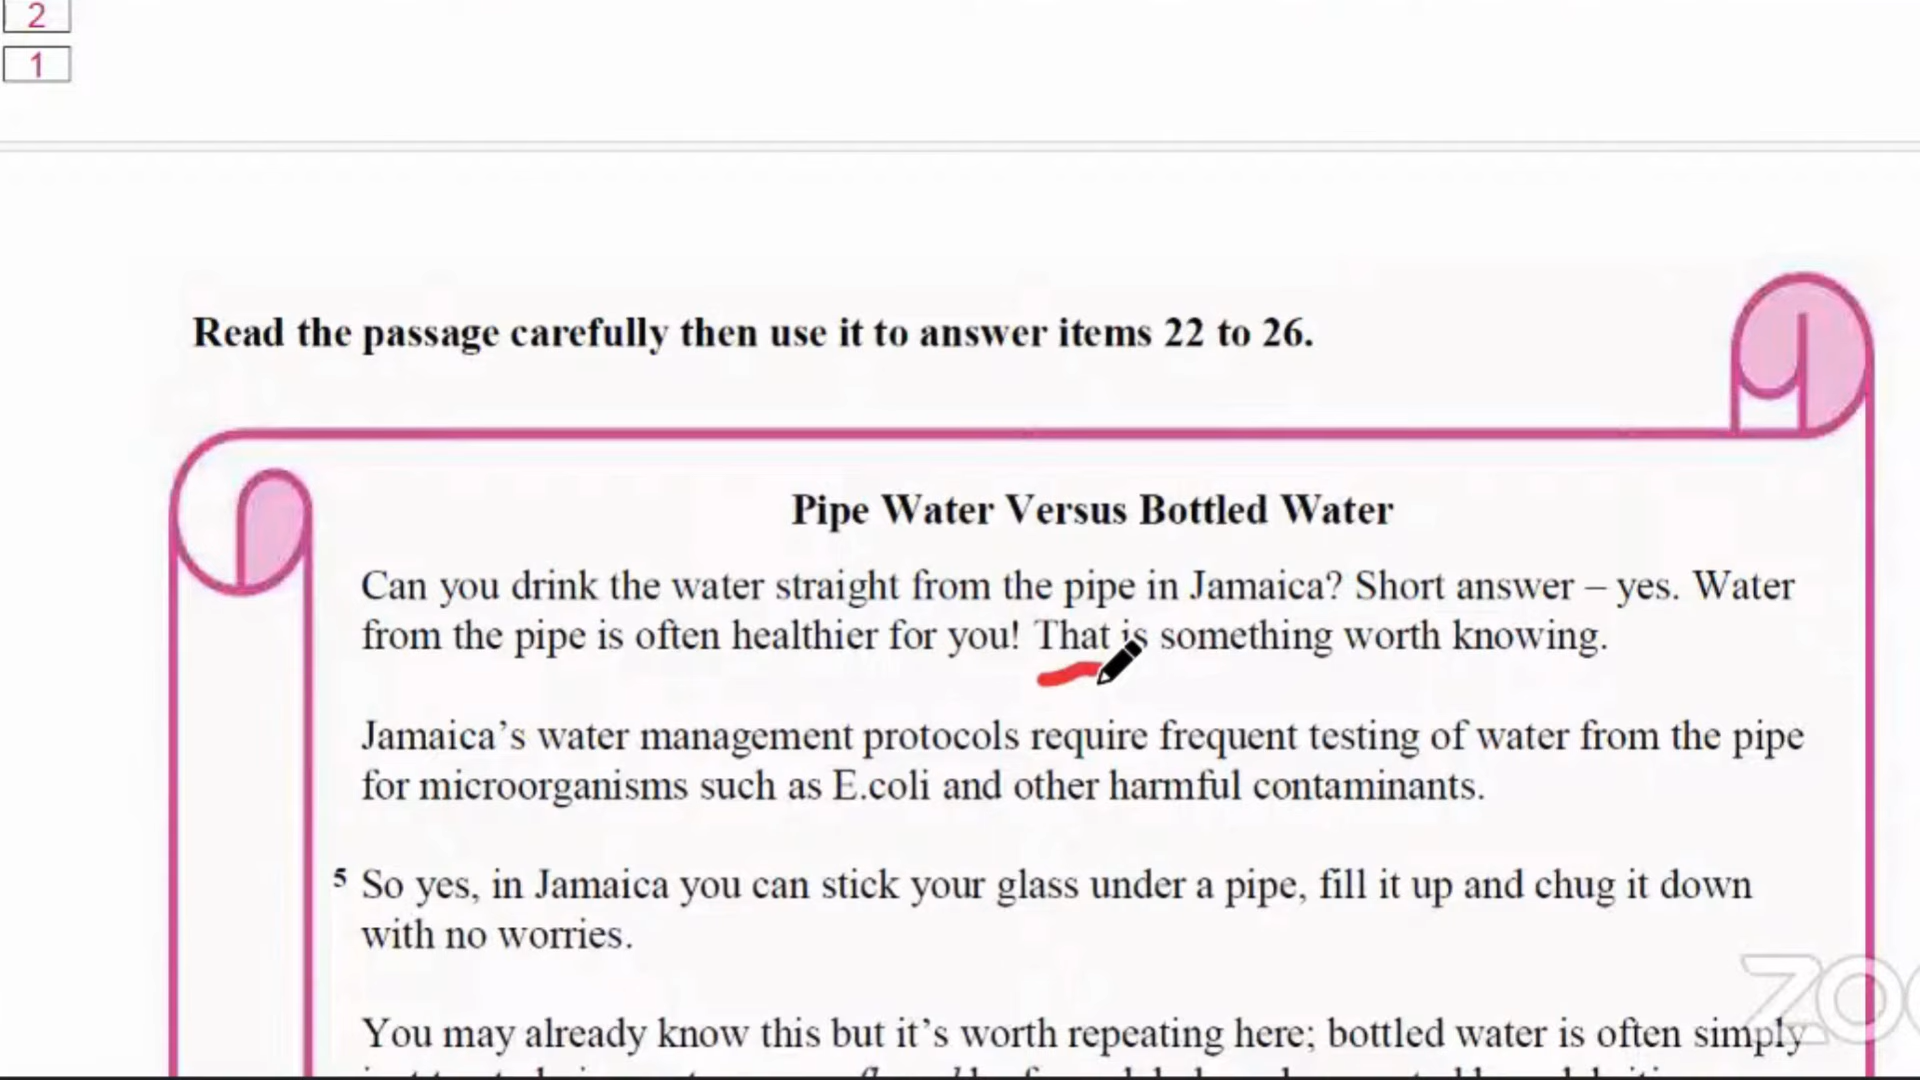 2
1
Read the passage carefully then use it to answer items 22 to 26.
Pipe Water Versus Bottled Water
Can you drink the water straight from the pipe in Jamaica? Short answer – yes. Water
from the pipe is often healthier for you! That is something worth knowing.
Jamaica’s water management protocols require frequent testing of water from the pipe
for microorganisms such as E.coli and other harmful contaminants.
5 So yes, in Jamaica you can stick your glass under a pipe, fill it up and chug it down
with no worries.
You may already know this but it’s worth repeating here; bottled water is often simply